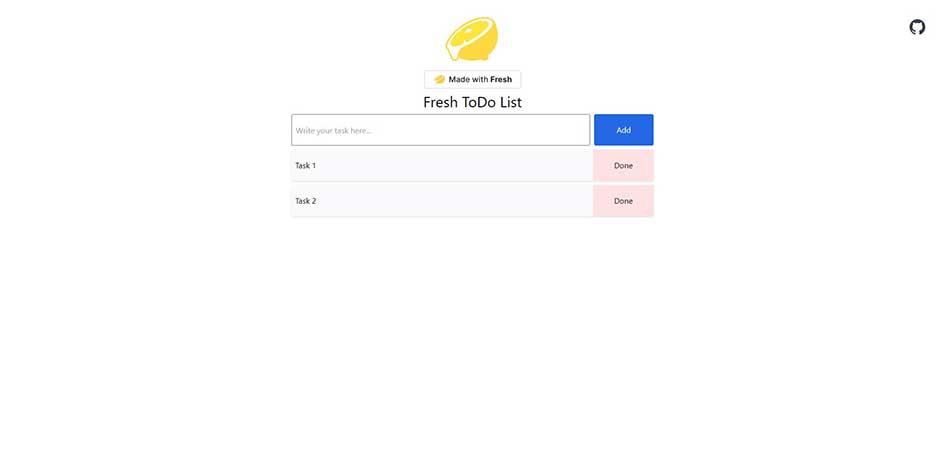 Made with Fresh
Fresh ToDo List
Write your task here...
Add
Task 1
Done
Task 2
Done